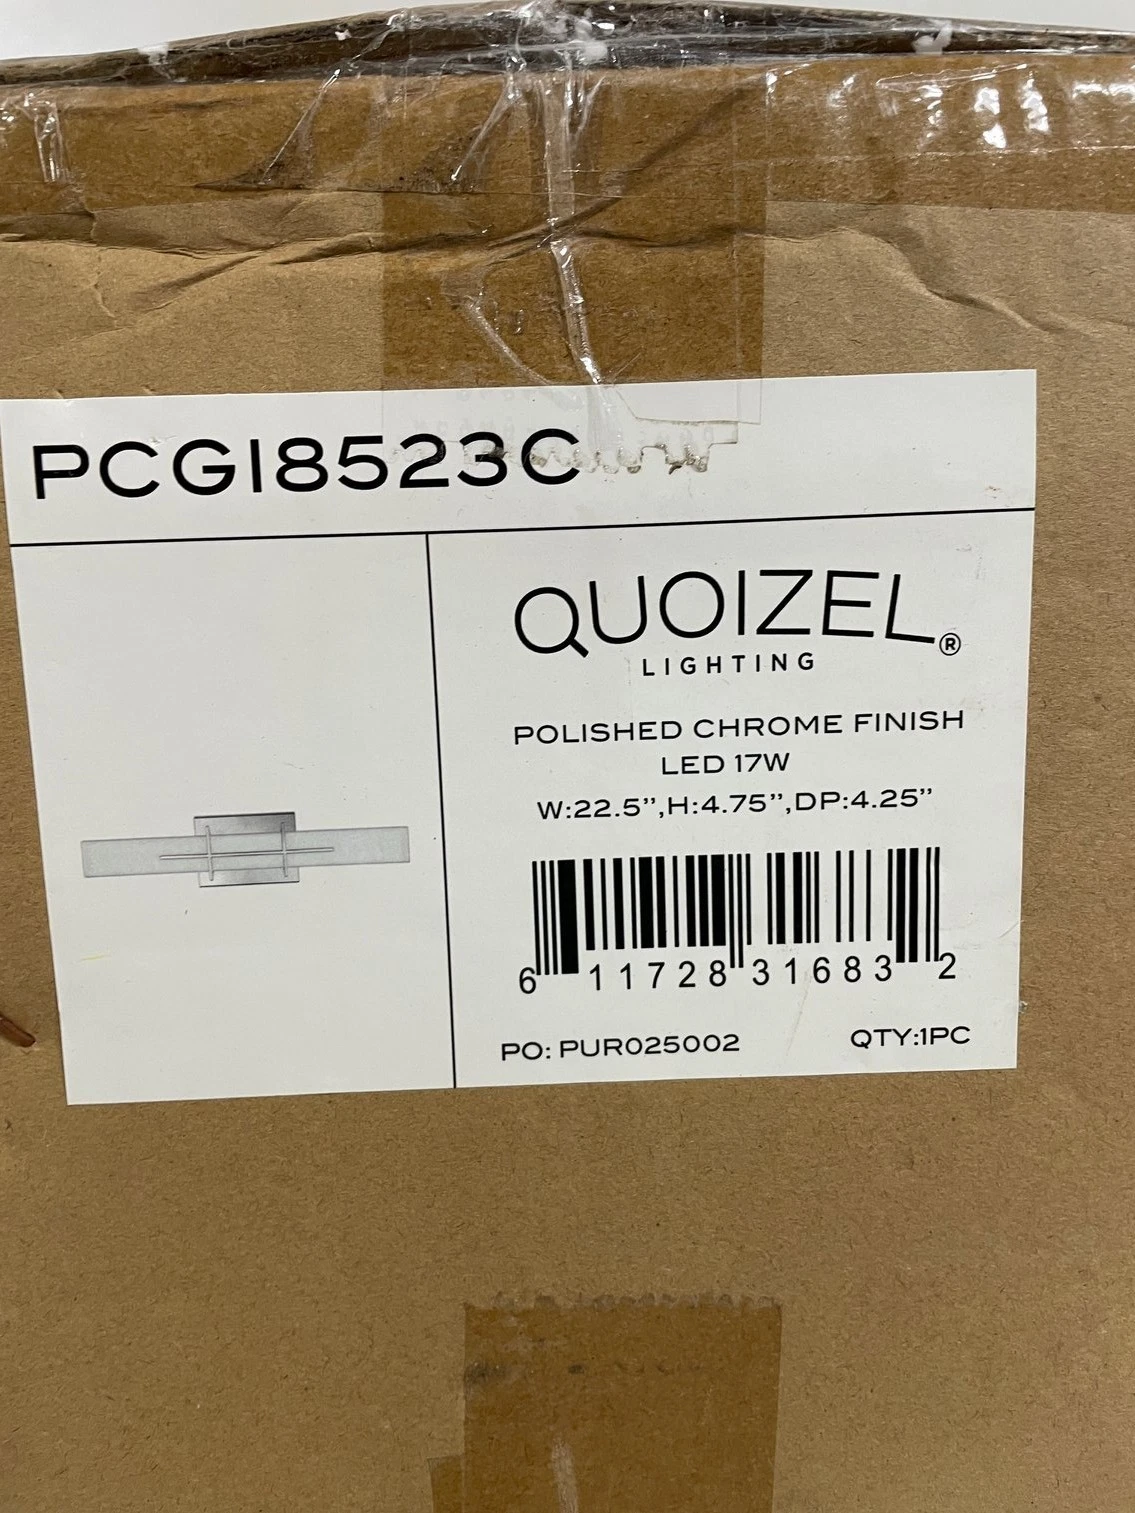 PCGI8523C
QUOIZEL®
LIGHTING
POLISHED CHROME FINISH
LED 17W
W:22.5”,H:4.75”,DP:4.25”
6 11728 31683 2
PO: PUR025002
QTY:1PC